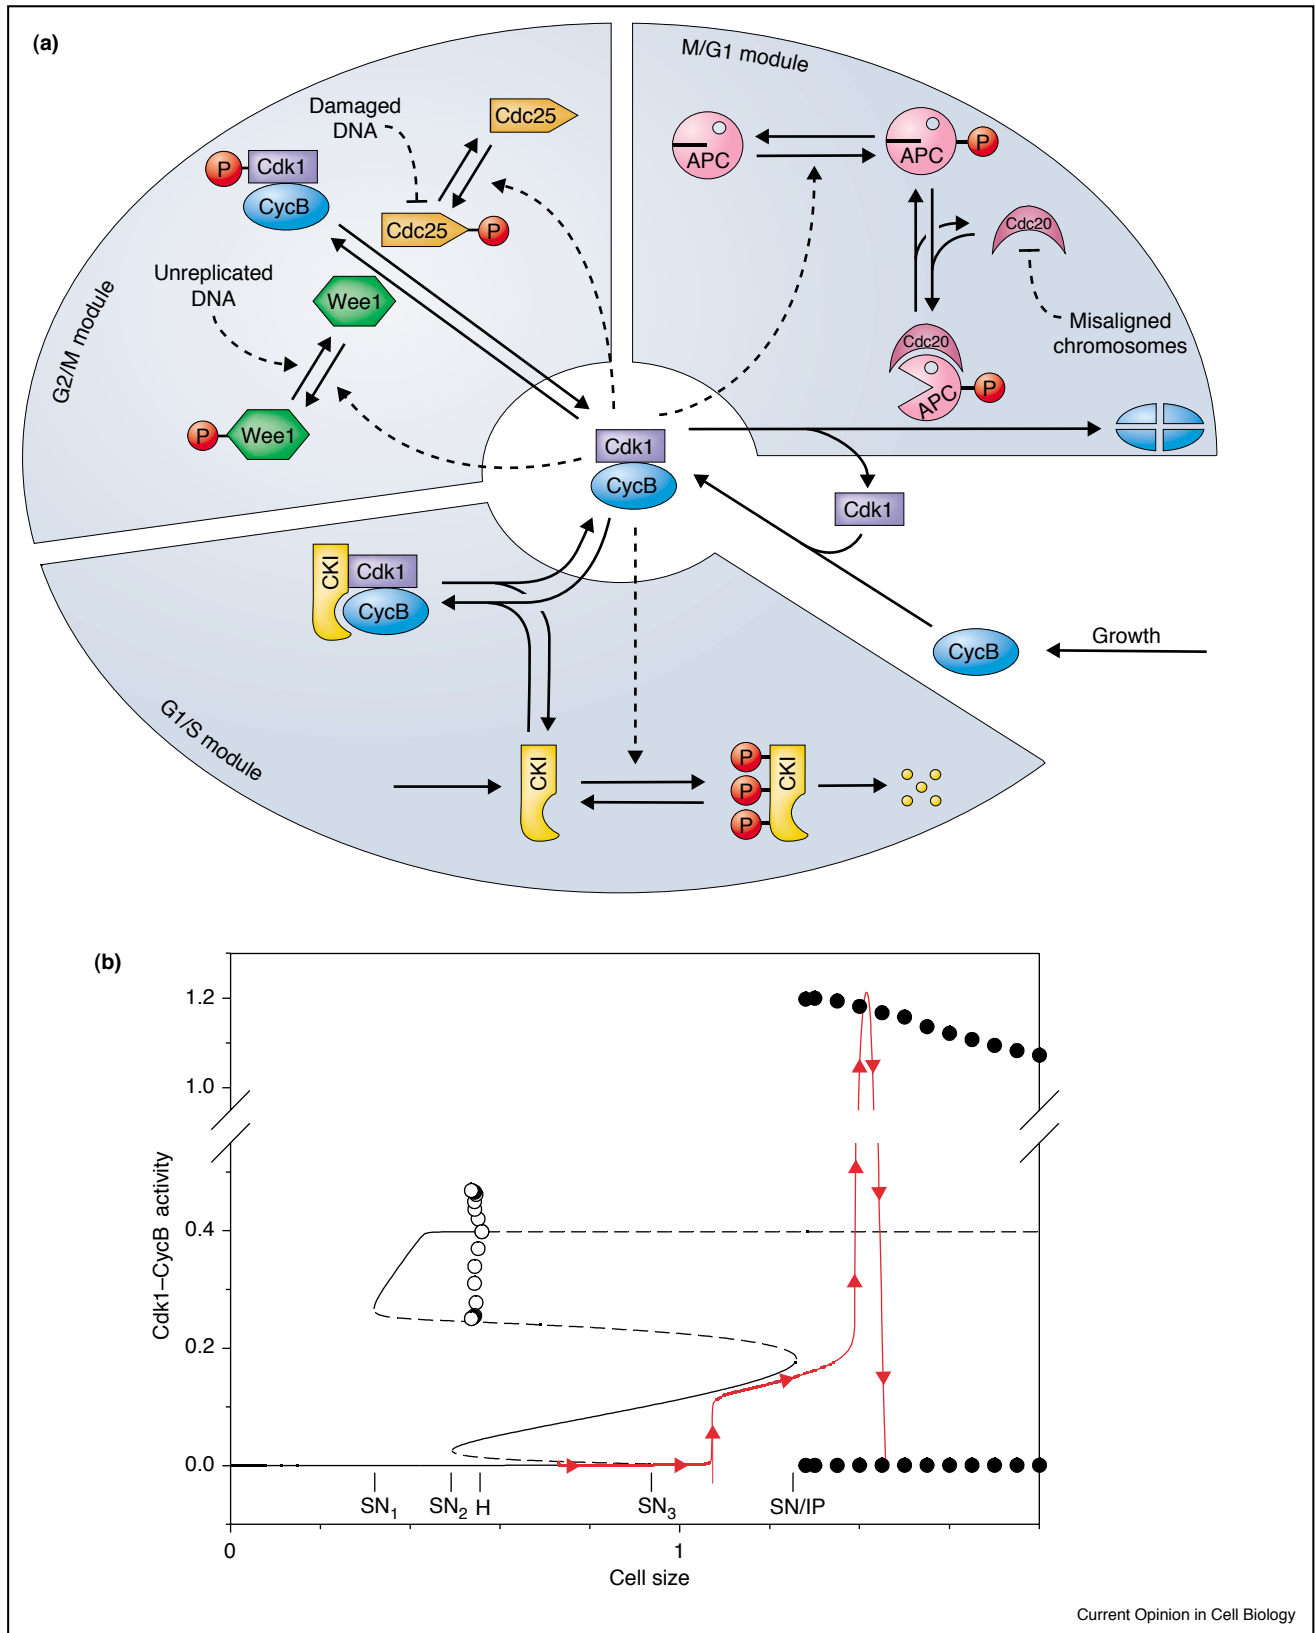 (a)
M/G1 module
Damaged
DNA
Cdc25
P
Cdk1
CycB
Cdc25
P
APC
APC
P
Cdc20
Unreplicated
DNA
Wee1
G2/M module
Misaligned
chromosomes
Cdc20
APC
P
P
Wee1
Cdk1
CycB
Cdk1
CKI
Cdk1
CycB
CycB
Growth
G1/S module
CKI
P
P
P
CKI
(b)
1.2
1.0
0.4
0.2
0.0
Cdk1–CycB activity
SN1
SN2
H
SN3
SN/IP
0
1
Cell size
Current Opinion in Cell Biology